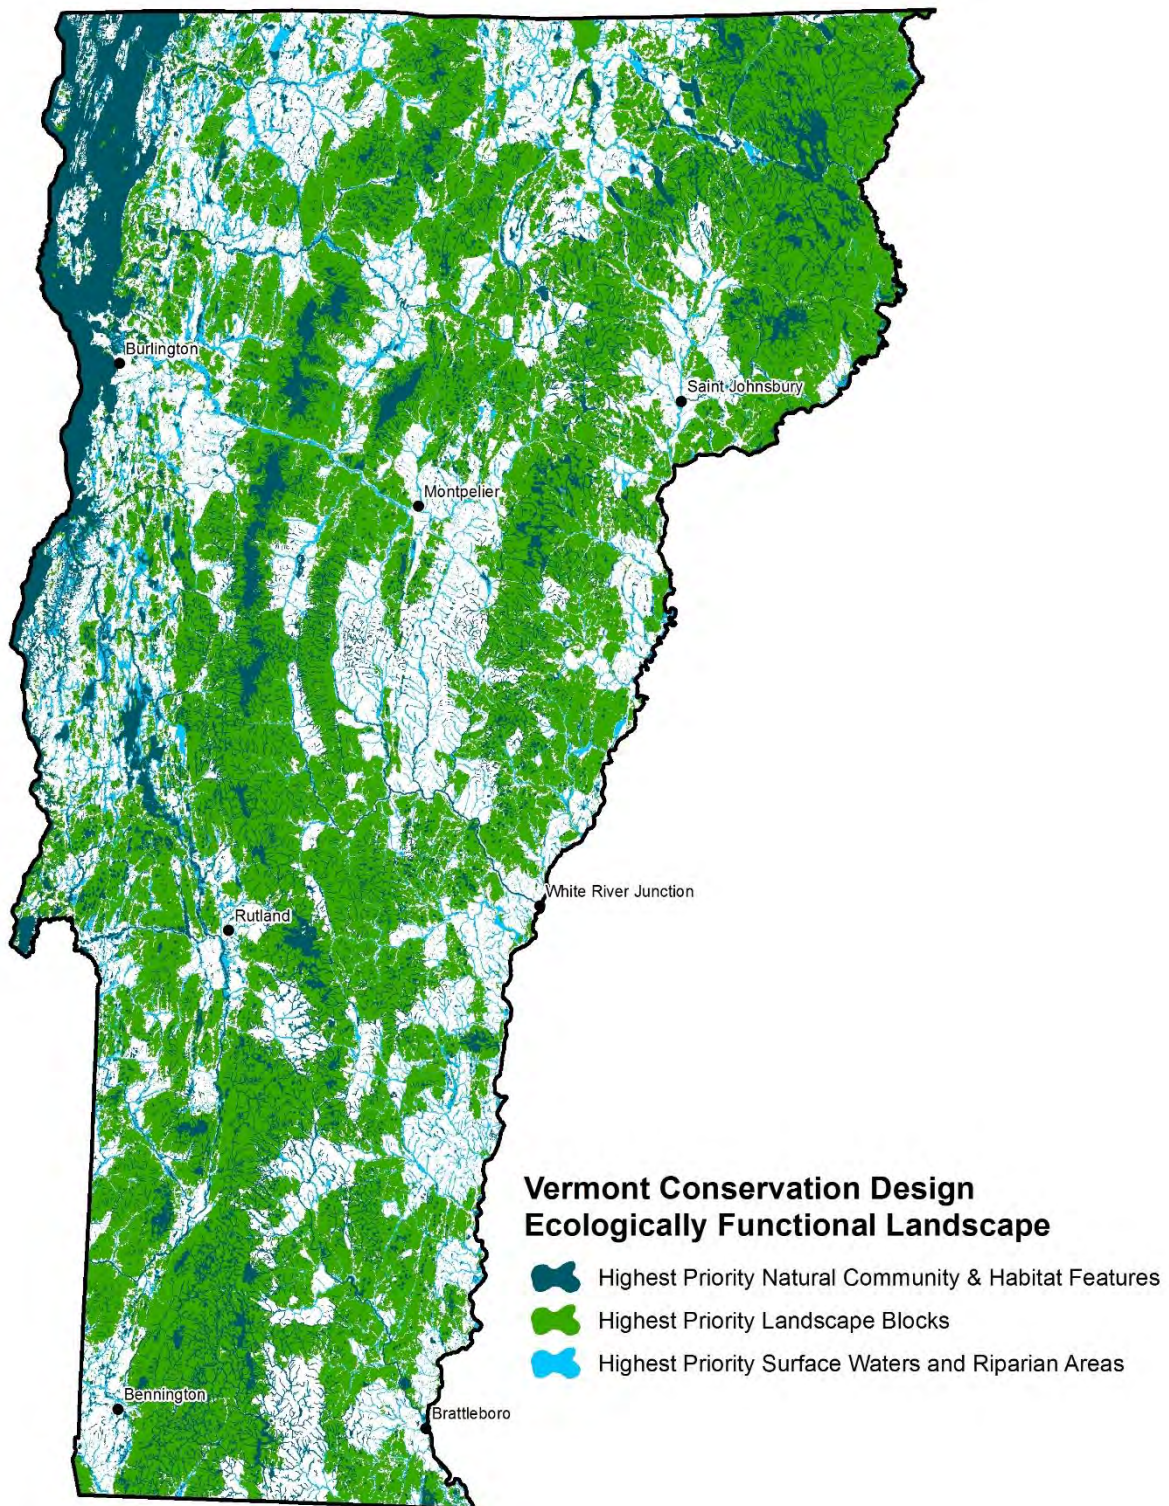 Burlington
Saint Johnsbury
Montpelier
White River Junction
Rutland
Vermont Conservation Design
Ecologically Functional Landscape
Highest Priority Natural Community & Habitat Features
Highest Priority Landscape Blocks
Highest Priority Surface Waters and Riparian Areas
Bennington
Brattleboro